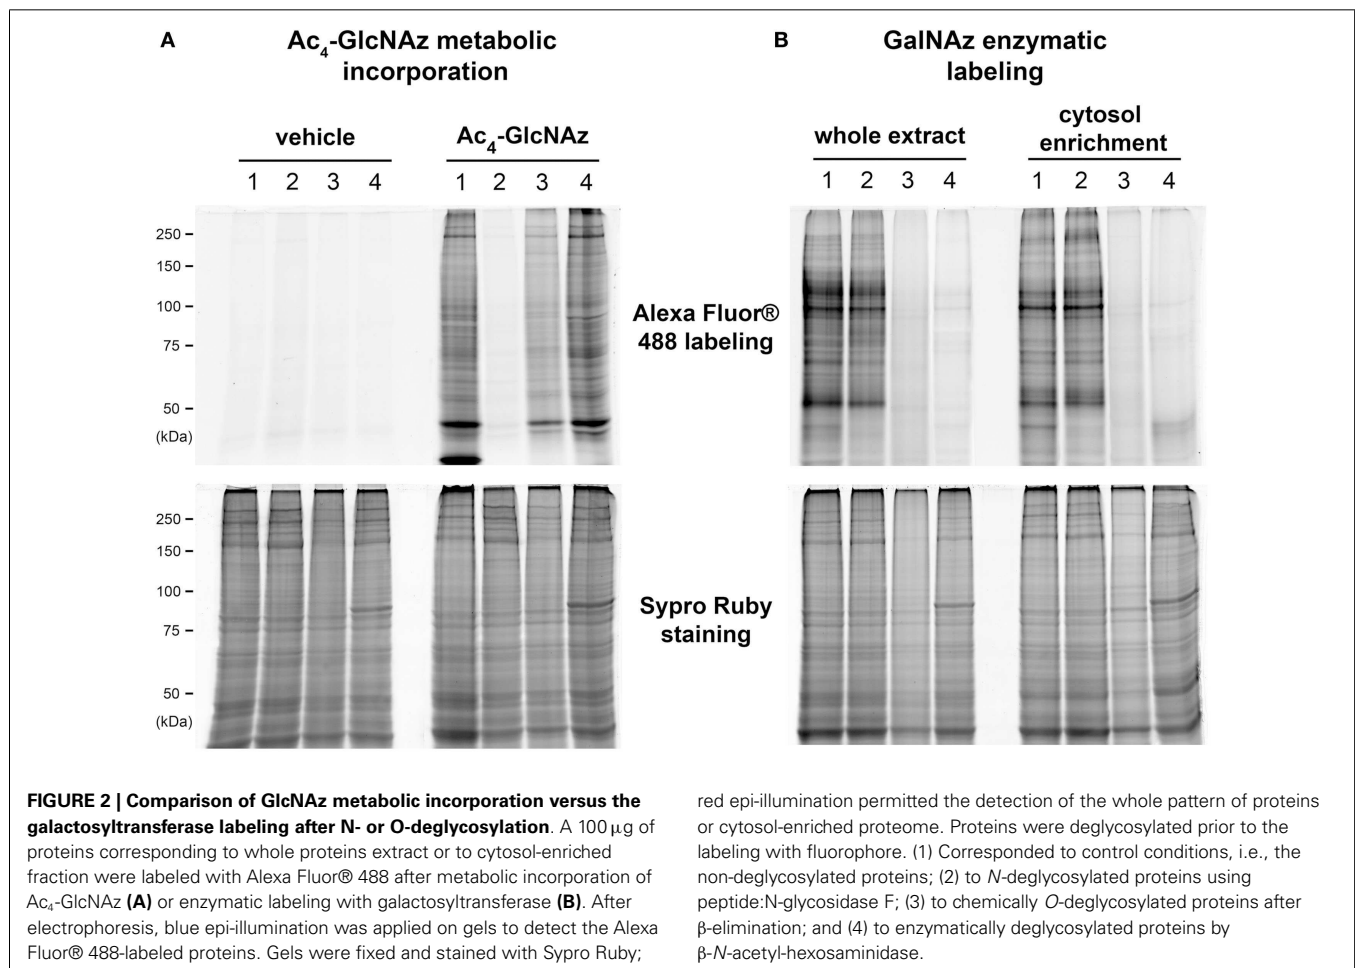 A
Ac₄-GlcNAz metabolic
incorporation
vehicle
Ac₄-GlcNAz
1 2 3 4
1 2 3 4
250
150
100
75
50
(kDa)
250
150
100
75
50
(kDa)
Alexa Fluor®
488 labeling
Sypro Ruby
staining
B
GalNAz enzymatic
labeling
whole extract
cytosol
enrichment
1 2 3 4
1 2 3 4
FIGURE 2 | Comparison of GlcNAz metabolic incorporation versus the
galactosyltransferase labeling after N- or O-deglycosylation. A 100 μg of
proteins corresponding to whole proteins extract or to cytosol-enriched
fraction were labeled with Alexa Fluor® 488 after metabolic incorporation of
Ac₄-GlcNAz (A) or enzymatic labeling with galactosyltransferase (B). After
electrophoresis, blue epi-illumination was applied on gels to detect the Alexa
Fluor® 488-labeled proteins. Gels were fixed and stained with Sypro Ruby;
red epi-illumination permitted the detection of the whole pattern of proteins
or cytosol-enriched proteome. Proteins were deglycosylated prior to the
labeling with fluorophore. (1) Corresponded to control conditions, i.e., the
non-deglycosylated proteins; (2) to N-deglycosylated proteins using
peptide:N-glycosidase F; (3) to chemically O-deglycosylated proteins after
β-elimination; and (4) to enzymatically deglycosylated proteins by
β-N-acetyl-hexosaminidase.